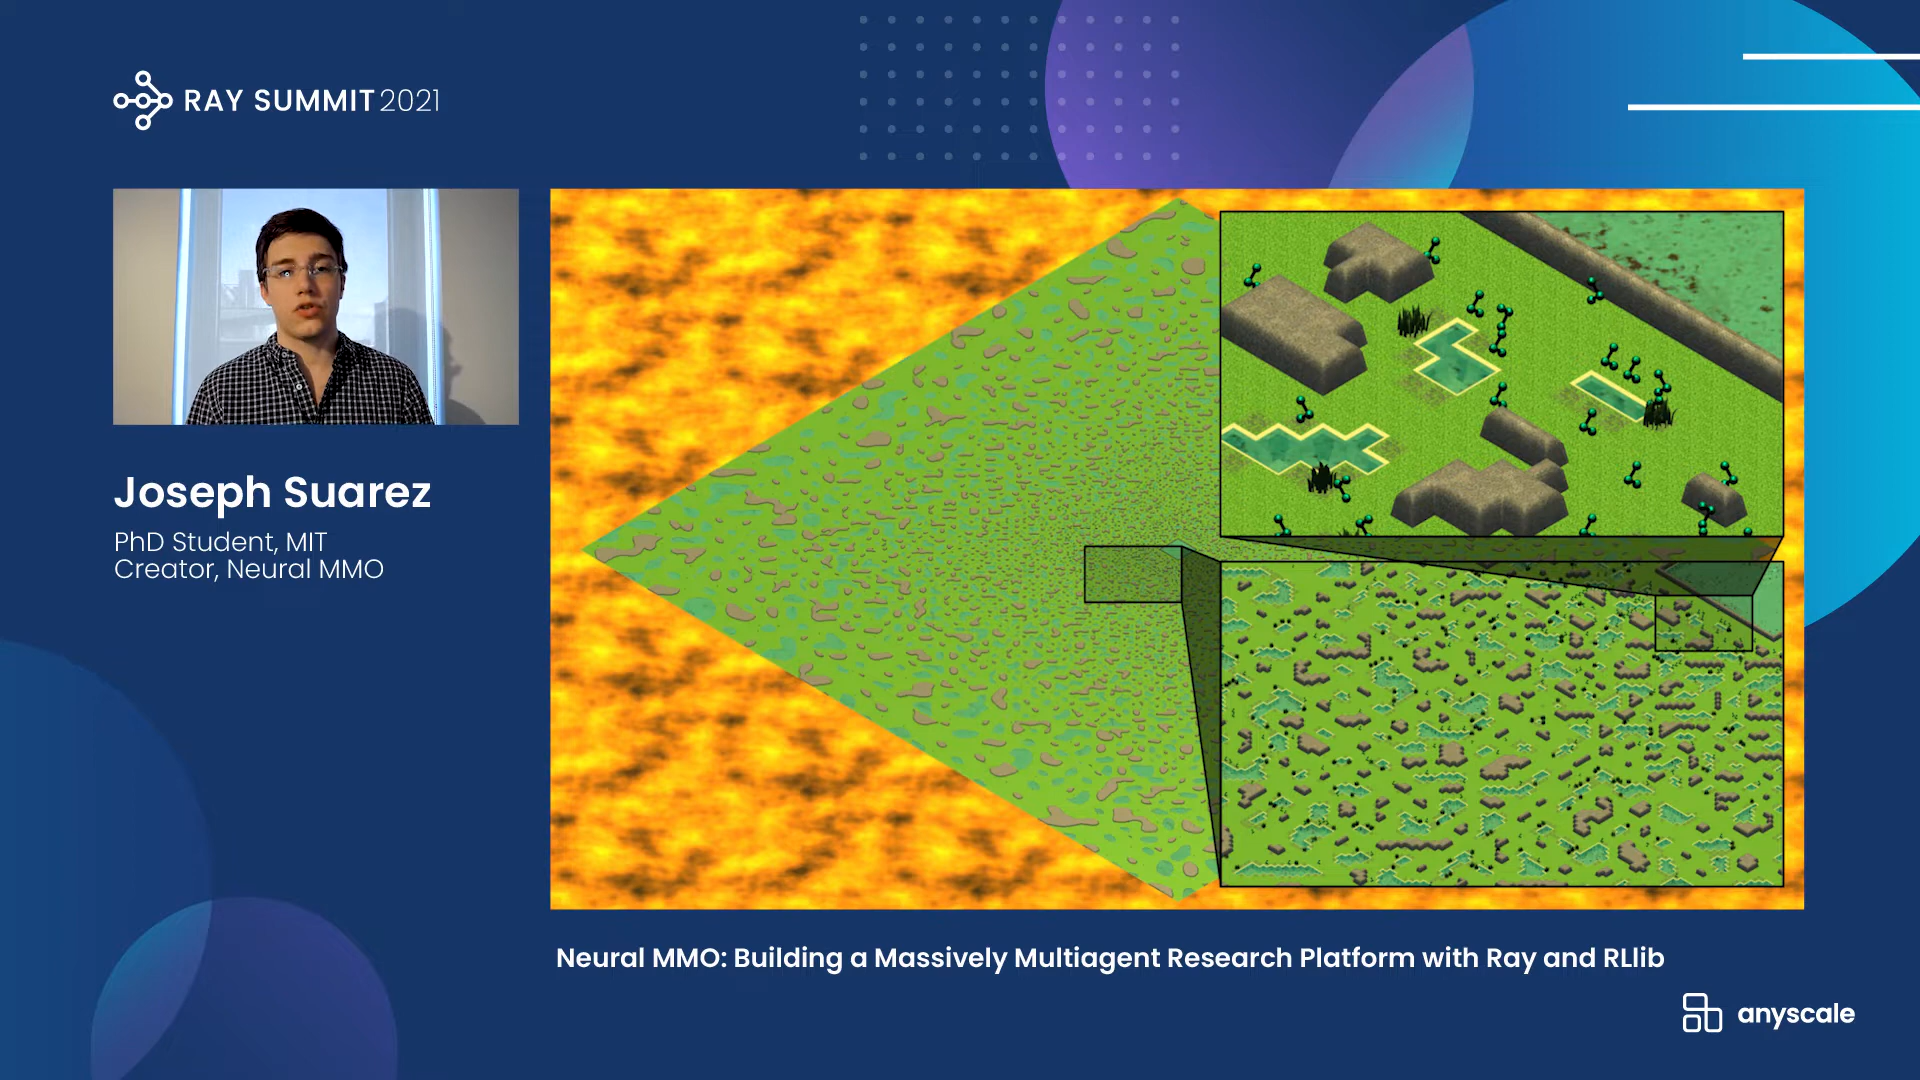 RAY SUMMIT 2021
Joseph Suarez
PhD Student, MIT
Creator, Neural MMO
Neural MMO: Building a Massively Multiagent Research Platform with Ray and RLlib
anyscale